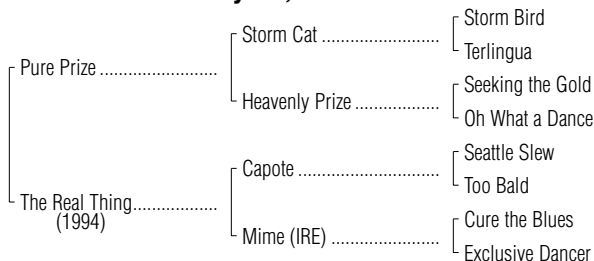 Storm Bird
Storm Cat ..............................
Terlingua
Pure Prize ........................
Seeking the Gold
Heavenly Prize .....................
Oh What a Dance
Seattle Slew
Capote ...................................
Too Bald
The Real Thing.................
(1994)
Cure the Blues
Mime (IRE) ...........................
Exclusive Dancer